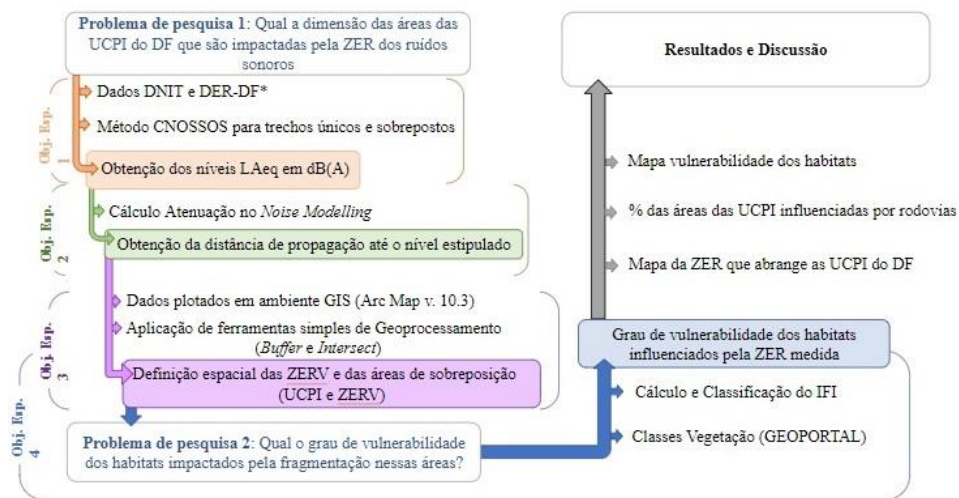 Problema de pesquisa 1: Qual a dimensão das áreas das
UCPI do DF que são impactadas pela ZER dos ruídos
sonoros
Obj. Esp.
1
Dados DNIT e DER-DF*
Método CNOSSOS para trechos únicos e sobrepostos
Obtenção dos níveis LAeq em dB(A)
Obj. Esp.
2
Cálculo Atenuação no Noise Modelling
Obtenção da distância de propagação até o nível estipulado
Obj. Esp.
3
Dados plotados em ambiente GIS (Arc Map v. 10.3)
Aplicação de ferramentas simples de Geoprocessamento
(Buffer e Intersect)
Definição espacial das ZERV e das áreas de sobreposição
(UCPI e ZERV)
Obj. Esp.
4
Problema de pesquisa 2: Qual o grau de vulnerabilidade
dos habitats impactados pela fragmentação nessas áreas?
Resultados e Discussão
Mapa vulnerabilidade dos habitats
% das áreas das UCPI influenciadas por rodovias
Mapa da ZER que abrange as UCPI do DF
Grau de vulnerabilidade dos habitats
influenciados pela ZER medida
Cálculo e Classificação do IFI
Classes Vegetação (GEOPORTAL)